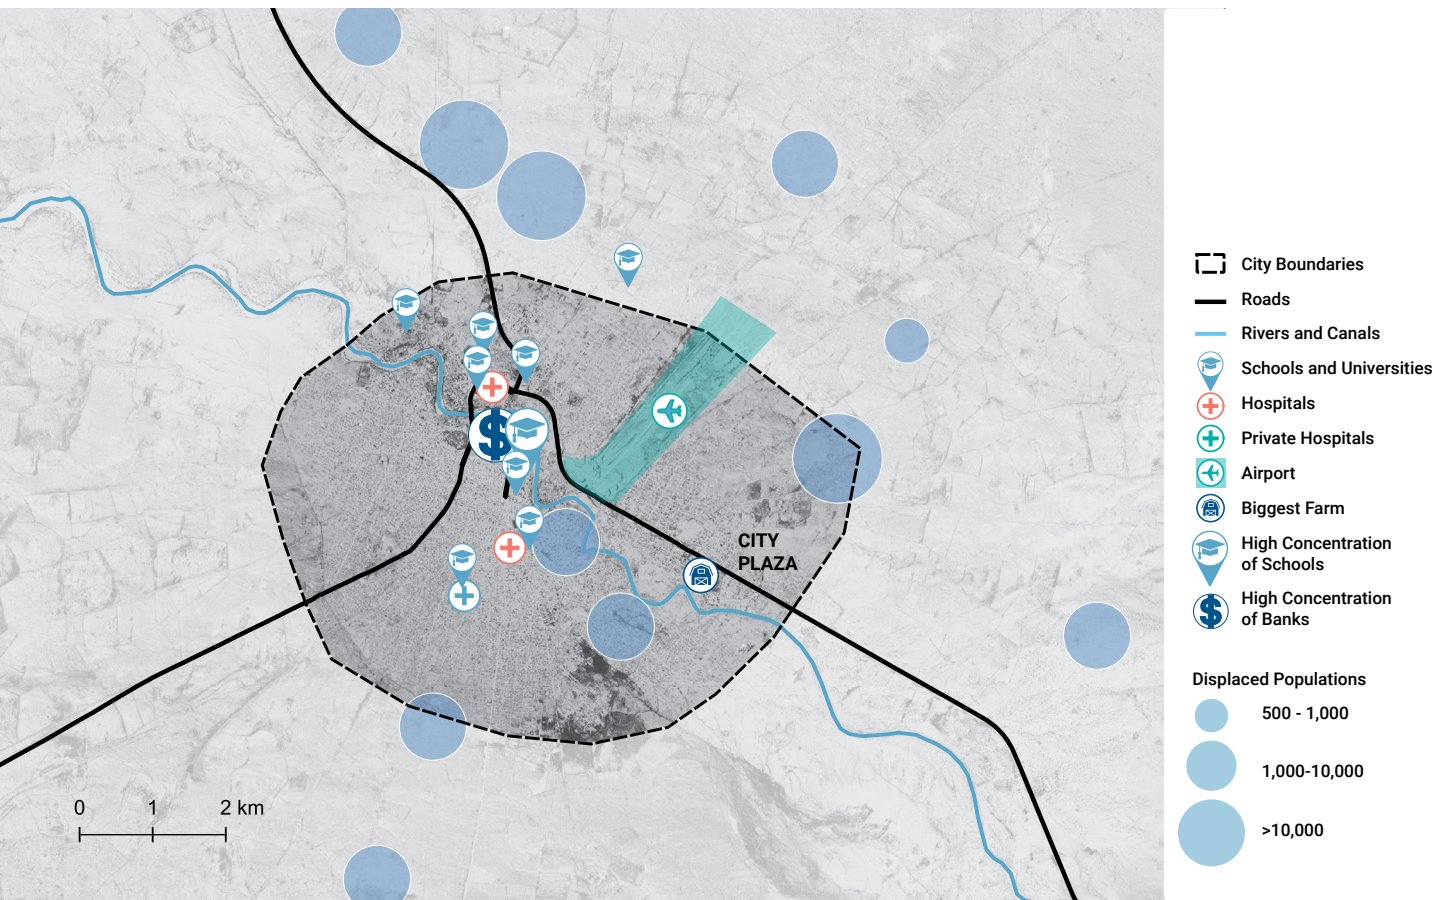 CITY
PLAZA
0 1 2 km
City Boundaries
Roads
Rivers and Canals
Schools and Universities
Hospitals
Private Hospitals
Airport
Biggest Farm
High Concentration
of Schools
$ High Concentration
of Banks
Displaced Populations
500 - 1,000
1,000-10,000
>10,000
$